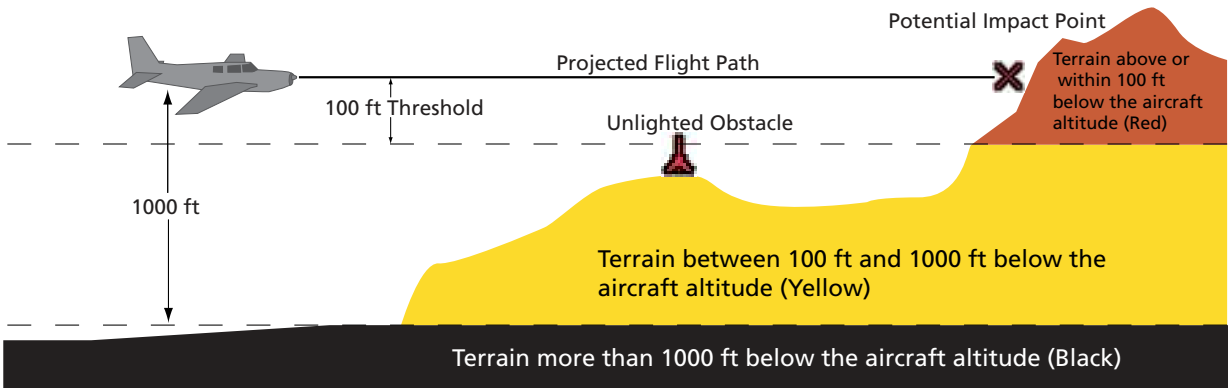 Potential Impact Point
Projected Flight Path
Terrain above or
within 100 ft
below the aircraft
altitude (Red)
100 ft Threshold
Unlighted Obstacle
1000 ft
Terrain between 100 ft and 1000 ft below the
aircraft altitude (Yellow)
Terrain more than 1000 ft below the aircraft altitude (Black)